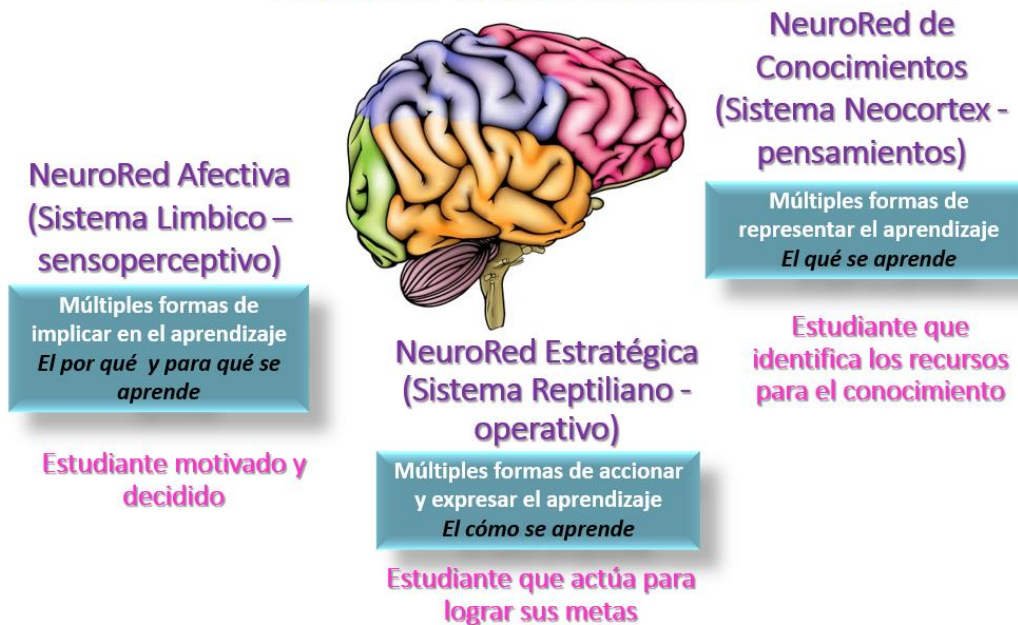 NeuroRed Afectiva
(Sistema Limbico –
sensoperceptivo)
Múltiples formas de
implicar en el aprendizaje
El por qué y para qué se
aprende
Estudiante motivado y
decidido
NeuroRed Estratégica
(Sistema Reptiliano -
operativo)
Múltiples formas de accionar
y expresar el aprendizaje
El cómo se aprende
Estudiante que actúa para
lograr sus metas
NeuroRed de
Conocimientos
(Sistema Neocortex -
pensamientos)
Múltiples formas de
representar el aprendizaje
El qué se aprende
Estudiante que
identifica los recursos
para el conocimiento